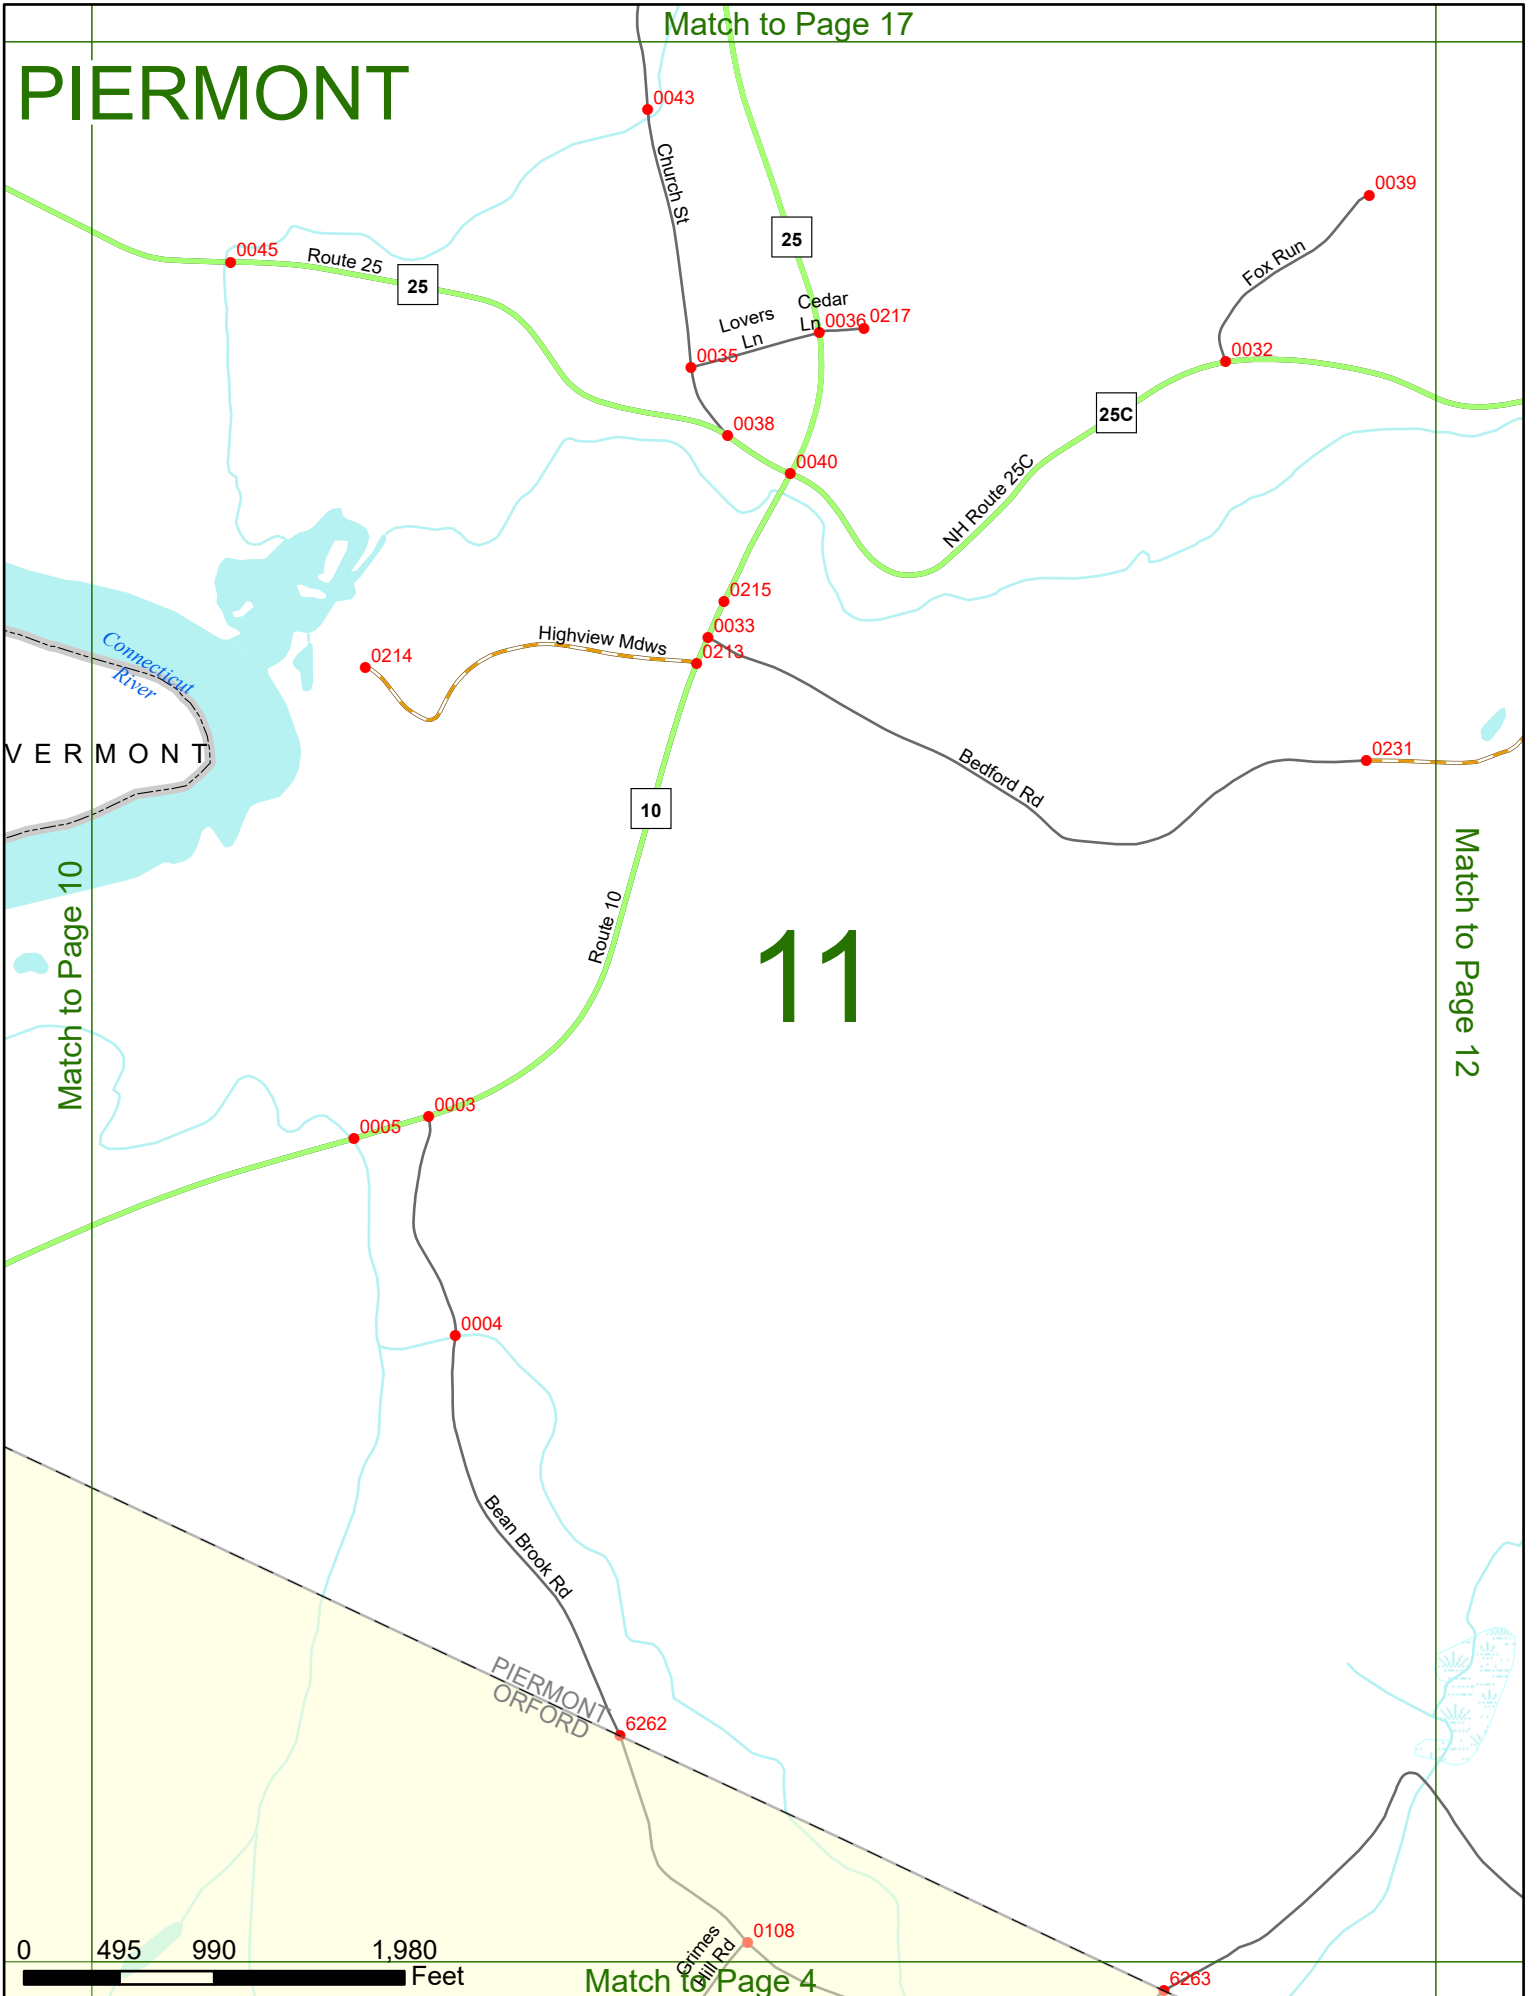 Match to Page 17
PIERMONT
0043
Church St
0039
25
0045
Route 25
25
Fox Run
Cedar
Ln
0036
0217
Lovers
Ln
0035
0032
25C
0038
0040
NH Route 25C
0215
0033
Highview Mdws
0213
0214
Connecticut
River
VERMONT
0231
Bedford Rd
10
Match to Page 10
Match to Page 12
Route 10
11
0003
0005
0004
Bean Brook Rd
PIERMONT
ORFORD
6262
0108
Grimes
Hill Rd
0 495 990 1,980
Feet
Match to Page 4
6263